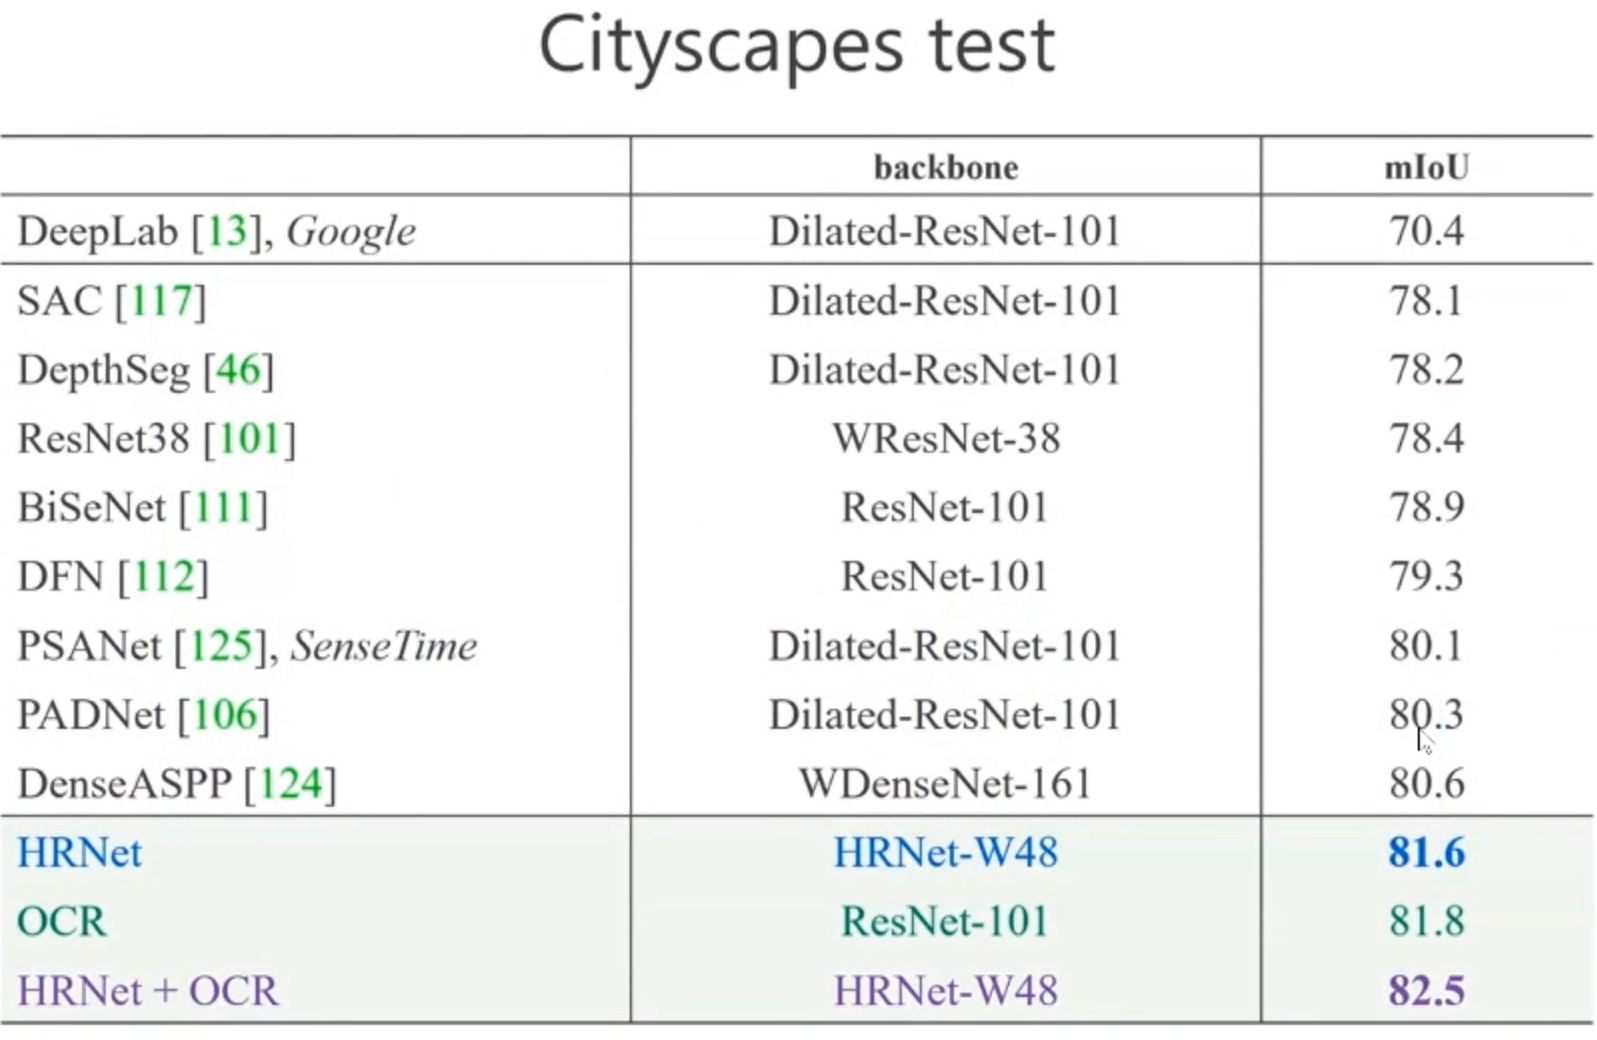 Cityscapes test
backbone mIoU
DeepLab [13], Google Dilated-ResNet-101 70.4
SAC [117] Dilated-ResNet-101 78.1
DepthSeg [46] Dilated-ResNet-101 78.2
ResNet38 [101] WResNet-38 78.4
BiSeNet [111] ResNet-101 78.9
DFN [112] ResNet-101 79.3
PSANet [125], SenseTime Dilated-ResNet-101 80.1
PADNet [106] Dilated-ResNet-101 80.3
DenseASPP [124] WDenseNet-161 80.6
HRNet HRNet-W48 81.6
OCR ResNet-101 81.8
HRNet + OCR HRNet-W48 82.5